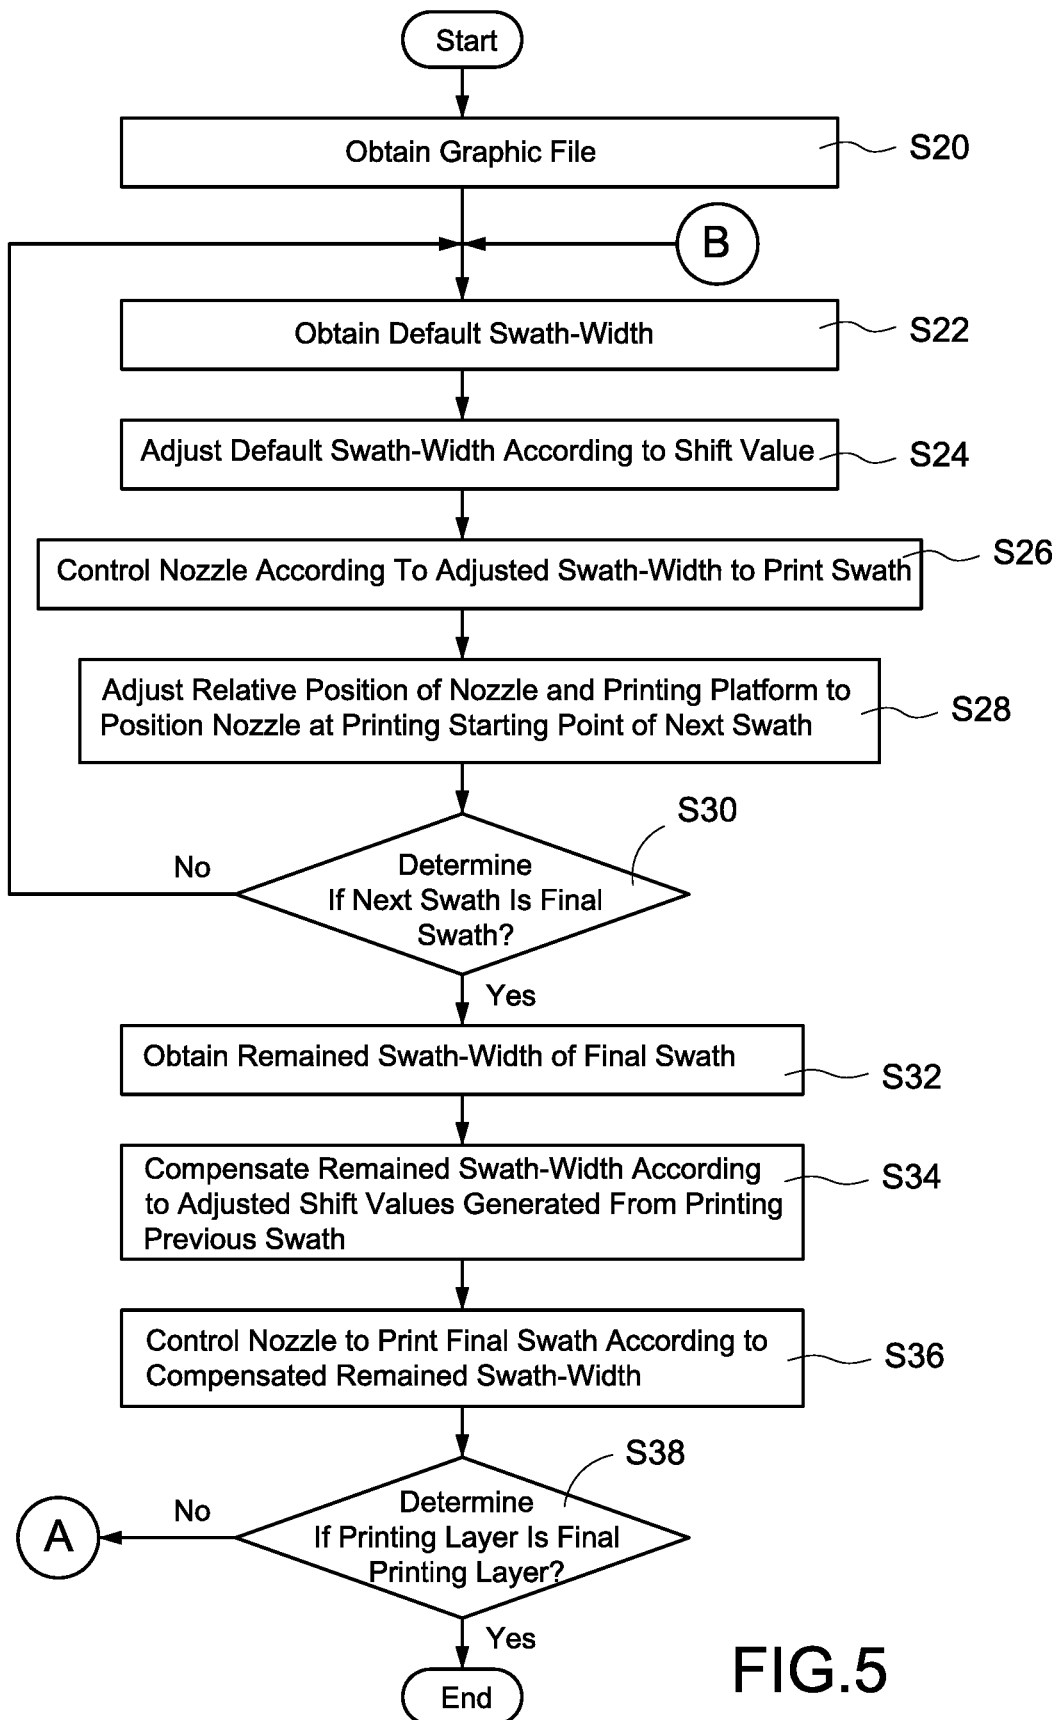 Start
Obtain Graphic File
S20
B
Obtain Default Swath-Width
S22
Adjust Default Swath-Width According to Shift Value
S24
Control Nozzle According To Adjusted Swath-Width to Print Swath
S26
Adjust Relative Position of Nozzle and Printing Platform to
Position Nozzle at Printing Starting Point of Next Swath
S28
S30
No
Determine
If Next Swath Is Final
Swath?
Yes
Obtain Remained Swath-Width of Final Swath
S32
Compensate Remained Swath-Width According
to Adjusted Shift Values Generated From Printing
Previous Swath
S34
Control Nozzle to Print Final Swath According to
Compensated Remained Swath-Width
S36
S38
A
No
Determine
If Printing Layer Is Final
Printing Layer?
Yes
End
FIG.5